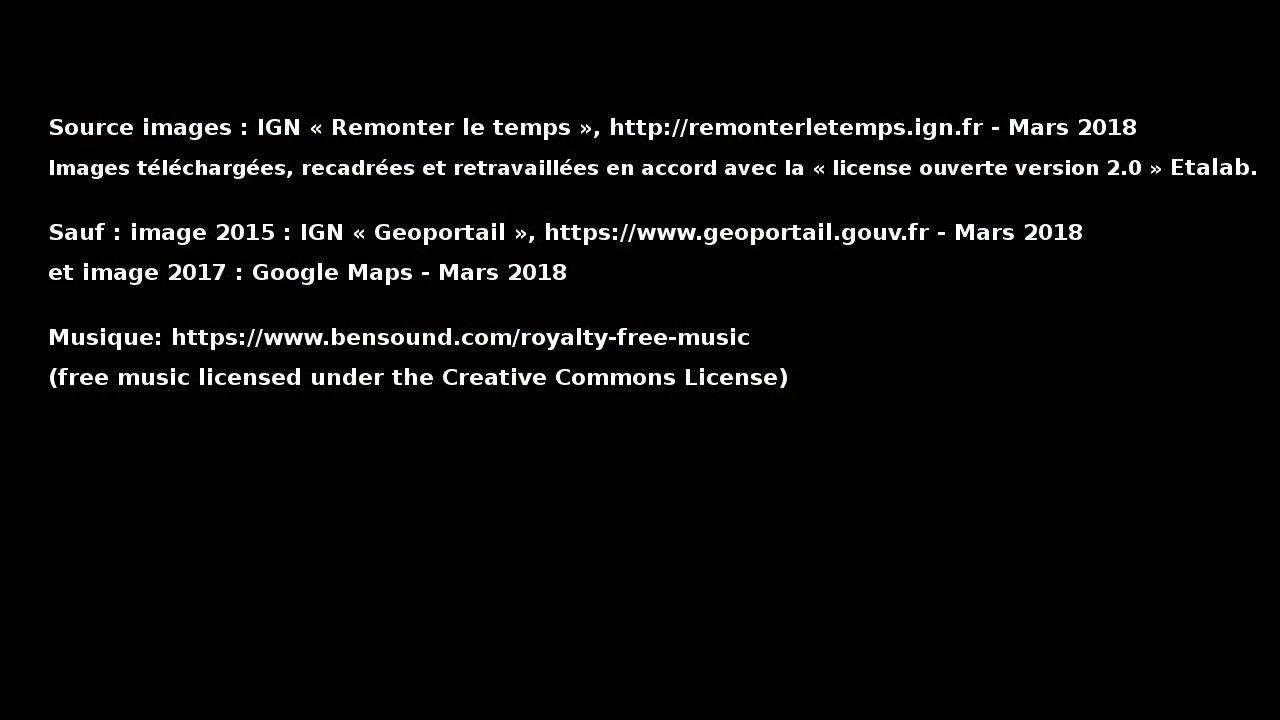 Source images : IGN « Remonter le temps », http://remonterletemps.ign.fr - Mars 2018
Images téléchargées, recadrées et retravaillées en accord avec la « license ouverte version 2.0 » Etalab.
Sauf : image 2015 : IGN « Geoportail », https://www.geoportail.gouv.fr - Mars 2018
et image 2017 : Google Maps - Mars 2018
Musique: https://www.bensound.com/royalty-free-music
(free music licensed under the Creative Commons License)